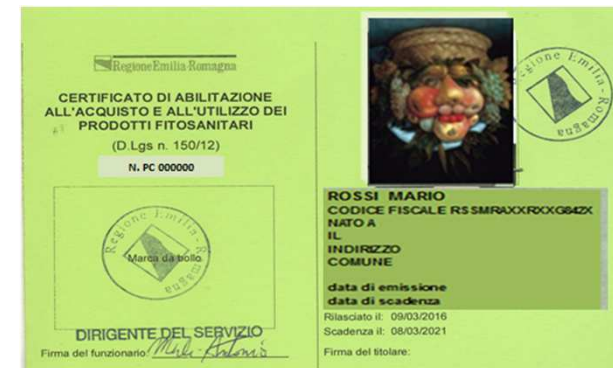 RegioneEmilia-Romagna
CERTIFICATO DI ABILITAZIONE
ALL'ACQUISTO E ALL'UTILIZZO DEI
PRODOTTI FITOSANITARI
(D.Lgs n. 150/12)
N. PC 000000
Regione Emilia-Romagna
Marca da bollo
DIRIGENTE DEL SERVIZIO
Firma del funzionario:
Regione Emilia-Romagna
ROSSI MARIO
CODICE FISCALE
NATO A
IL
INDIRIZZO
COMUNE
data di emissione
data di scadenza
Rilasciato il: 09/03/2016
Scadenza il: 08/03/2021
Firma del titolare: